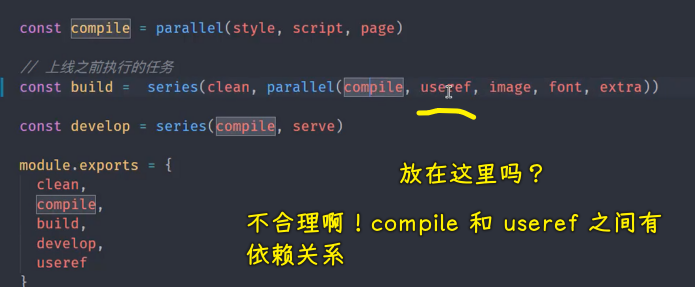 const compile = parallel(style, script, page)
// 上线之前执行的任务
const build =  series(clean, parallel(compile, useref, image, font, extra))
const develop = series(compile, serve)
module.exports = {
clean,
compile,
build,
develop,
useref
}
放在这里吗？
不合理啊！compile 和 useref 之间有
依赖关系